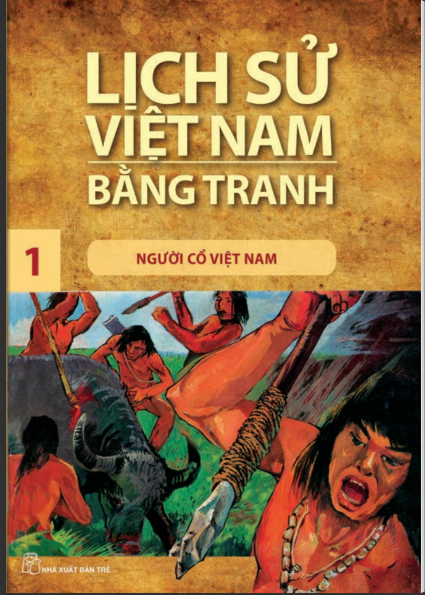 LỊCH SỬ
VIỆT NAM
BẰNG TRANH
1
NGƯỜI CỔ VIỆT NAM
NHÀ XUẤT BẢN TRẺ